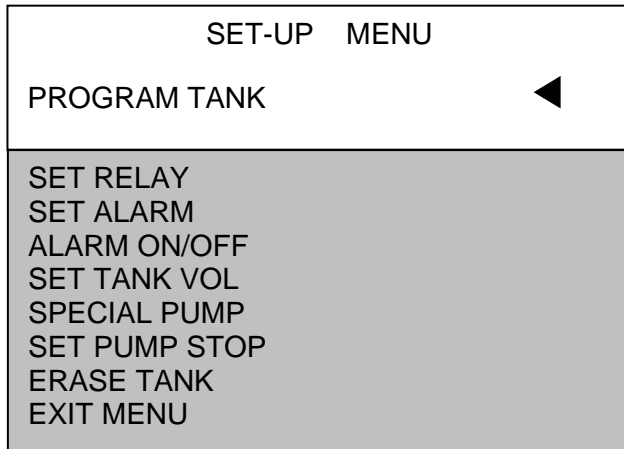 SET-UP MENU
PROGRAM TANK
SET RELAY
SET ALARM
ALARM ON/OFF
SET TANK VOL
SPECIAL PUMP
SET PUMP STOP
ERASE TANK
EXIT MENU